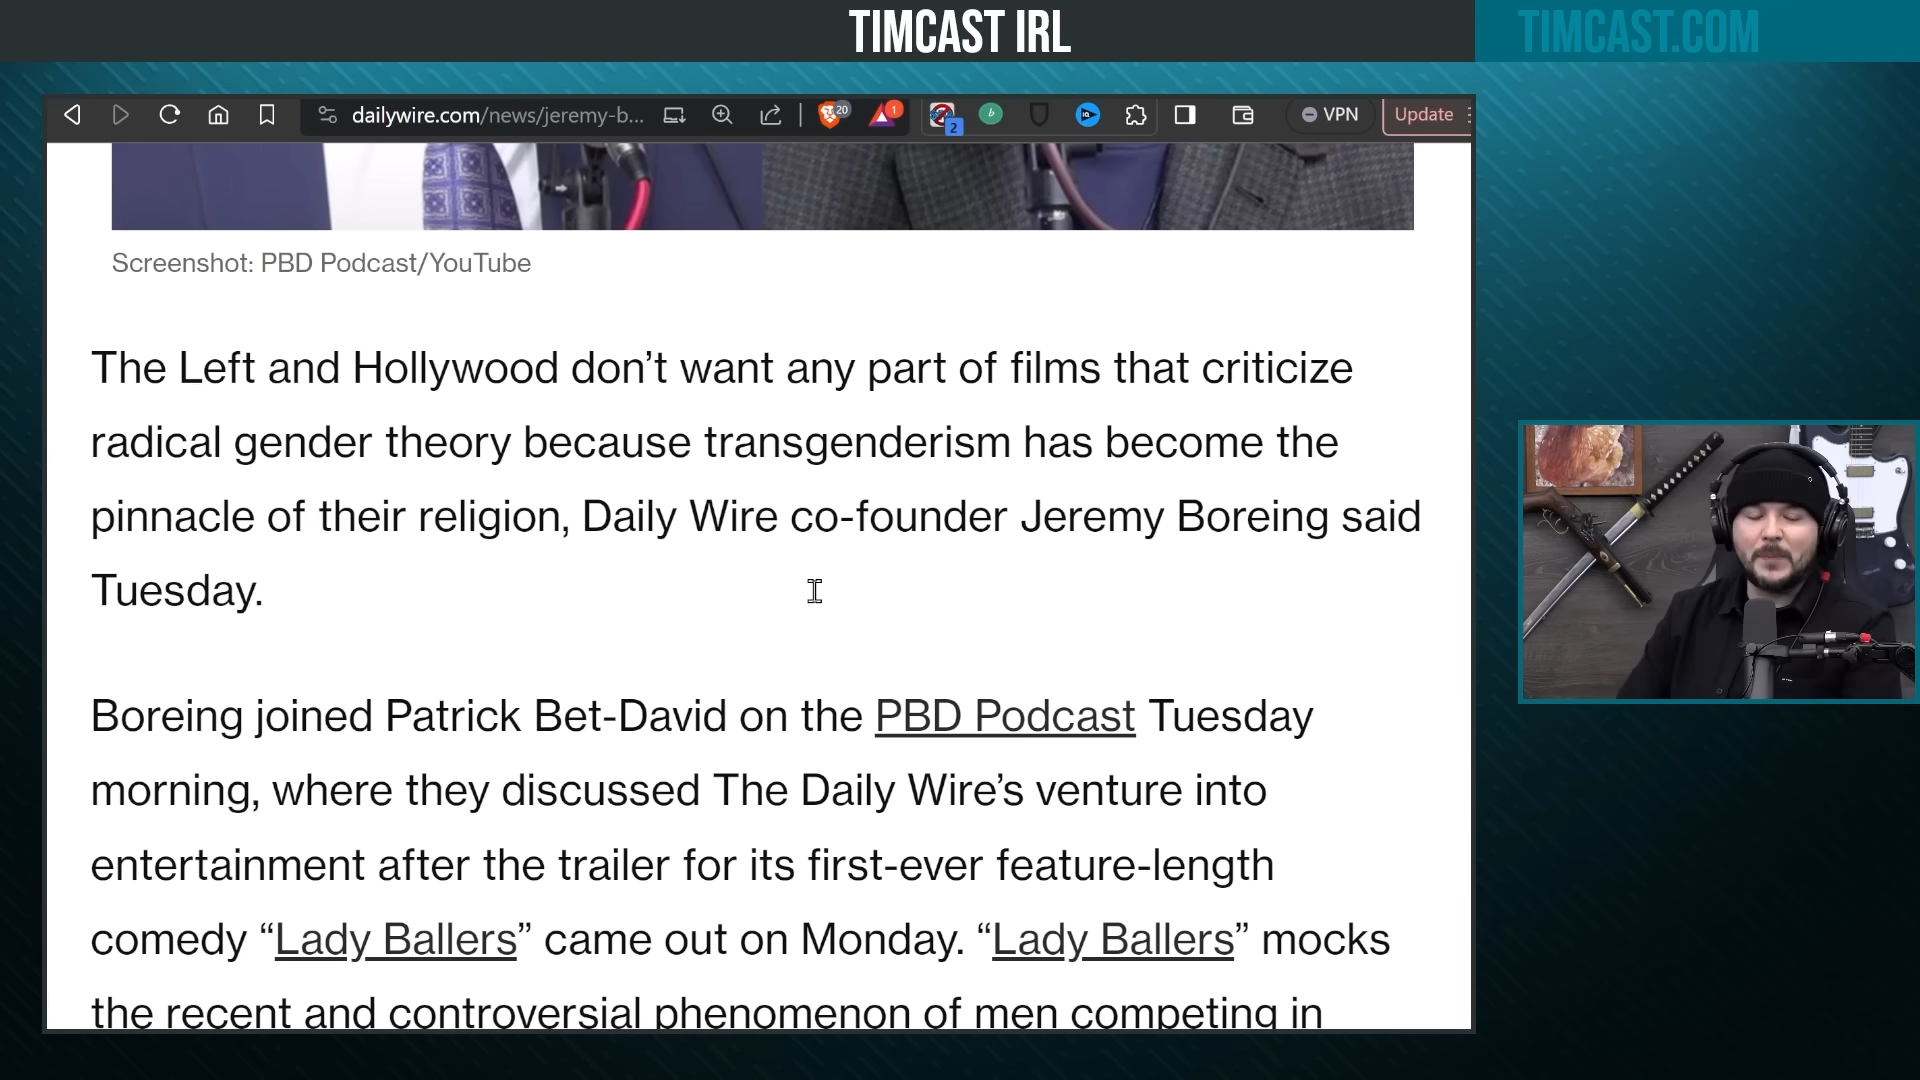 TIMCAST IRL
TIMCAST.COM
dailywire.com/news/jeremy-b...
20
1
2
b
IQ
VPN
Update
Screenshot: PBD Podcast/YouTube
The Left and Hollywood don’t want any part of films that criticize
radical gender theory because transgenderism has become the
pinnacle of their religion, Daily Wire co-founder Jeremy Boreing said
Tuesday.
Boreing joined Patrick Bet-David on the PBD Podcast Tuesday
morning, where they discussed The Daily Wire’s venture into
entertainment after the trailer for its first-ever feature-length
comedy “Lady Ballers” came out on Monday. “Lady Ballers” mocks
the recent and controversial phenomenon of men competing in